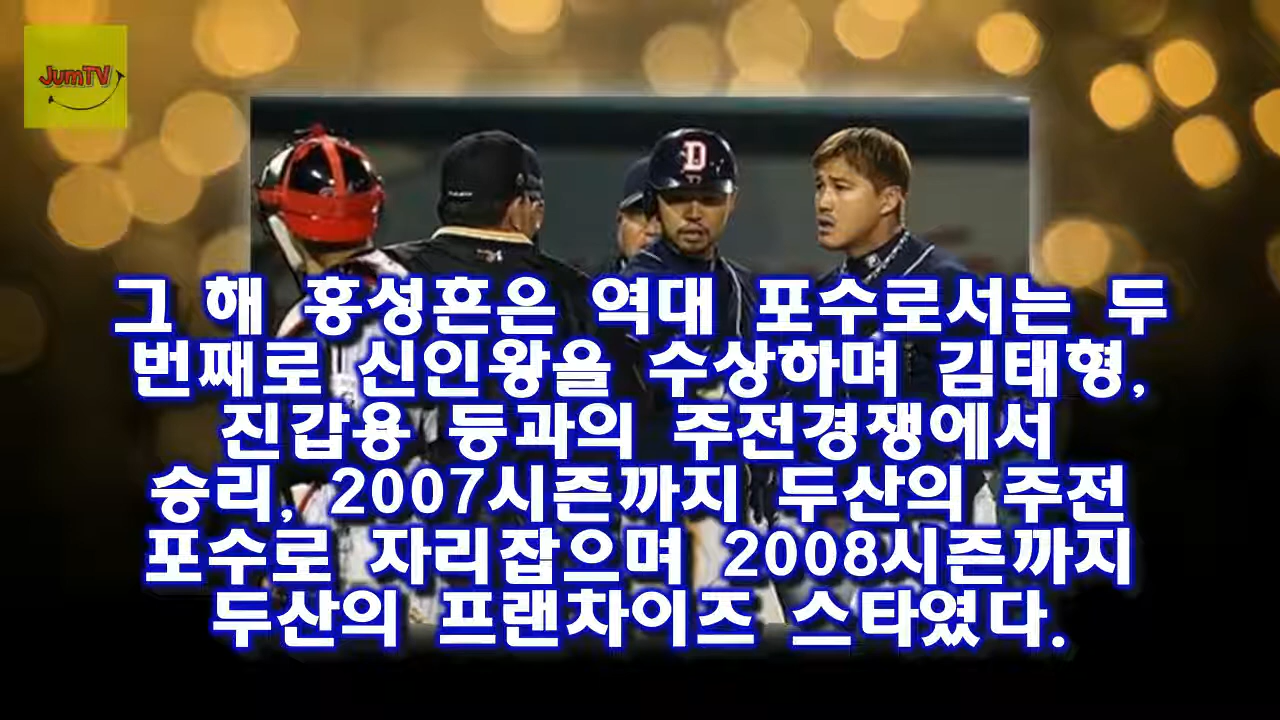 JumTV
D
그 해 홍성흔은 역대 포수로서는 두
번째로 신인왕을 수상하며 김태형,
진갑용 등과의 주전경쟁에서
승리, 2007시즌까지 두산의 주전
포수로 자리잡으며 2008시즌까지
두산의 프랜차이즈 스타였다.